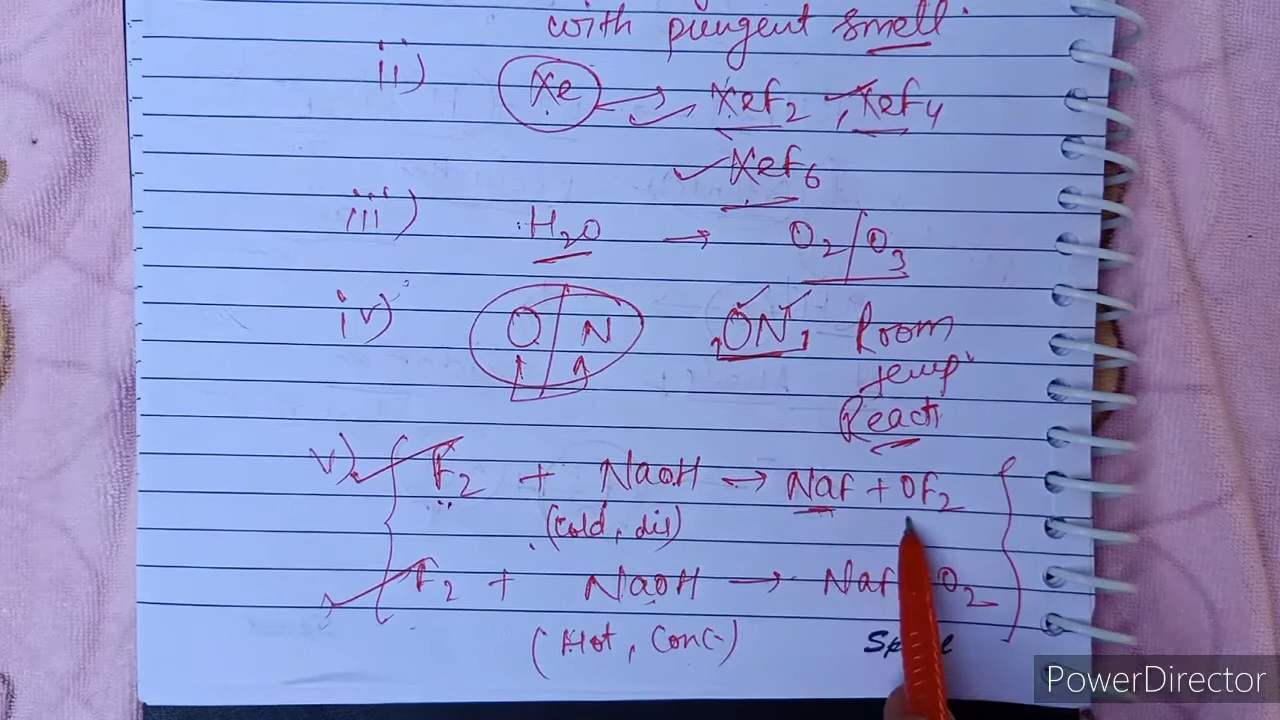 with pungent smell.
ii) Xe → XeF2, XeF4
XeF6
iii) H2O → O2/O3
iv) O N ON, Room
temp
React
v) F2 + NaOH → NaF + OF2
(Cold, dil)
F2 + NaOH → NaF O2
(Hot, Conc)
PowerDirector